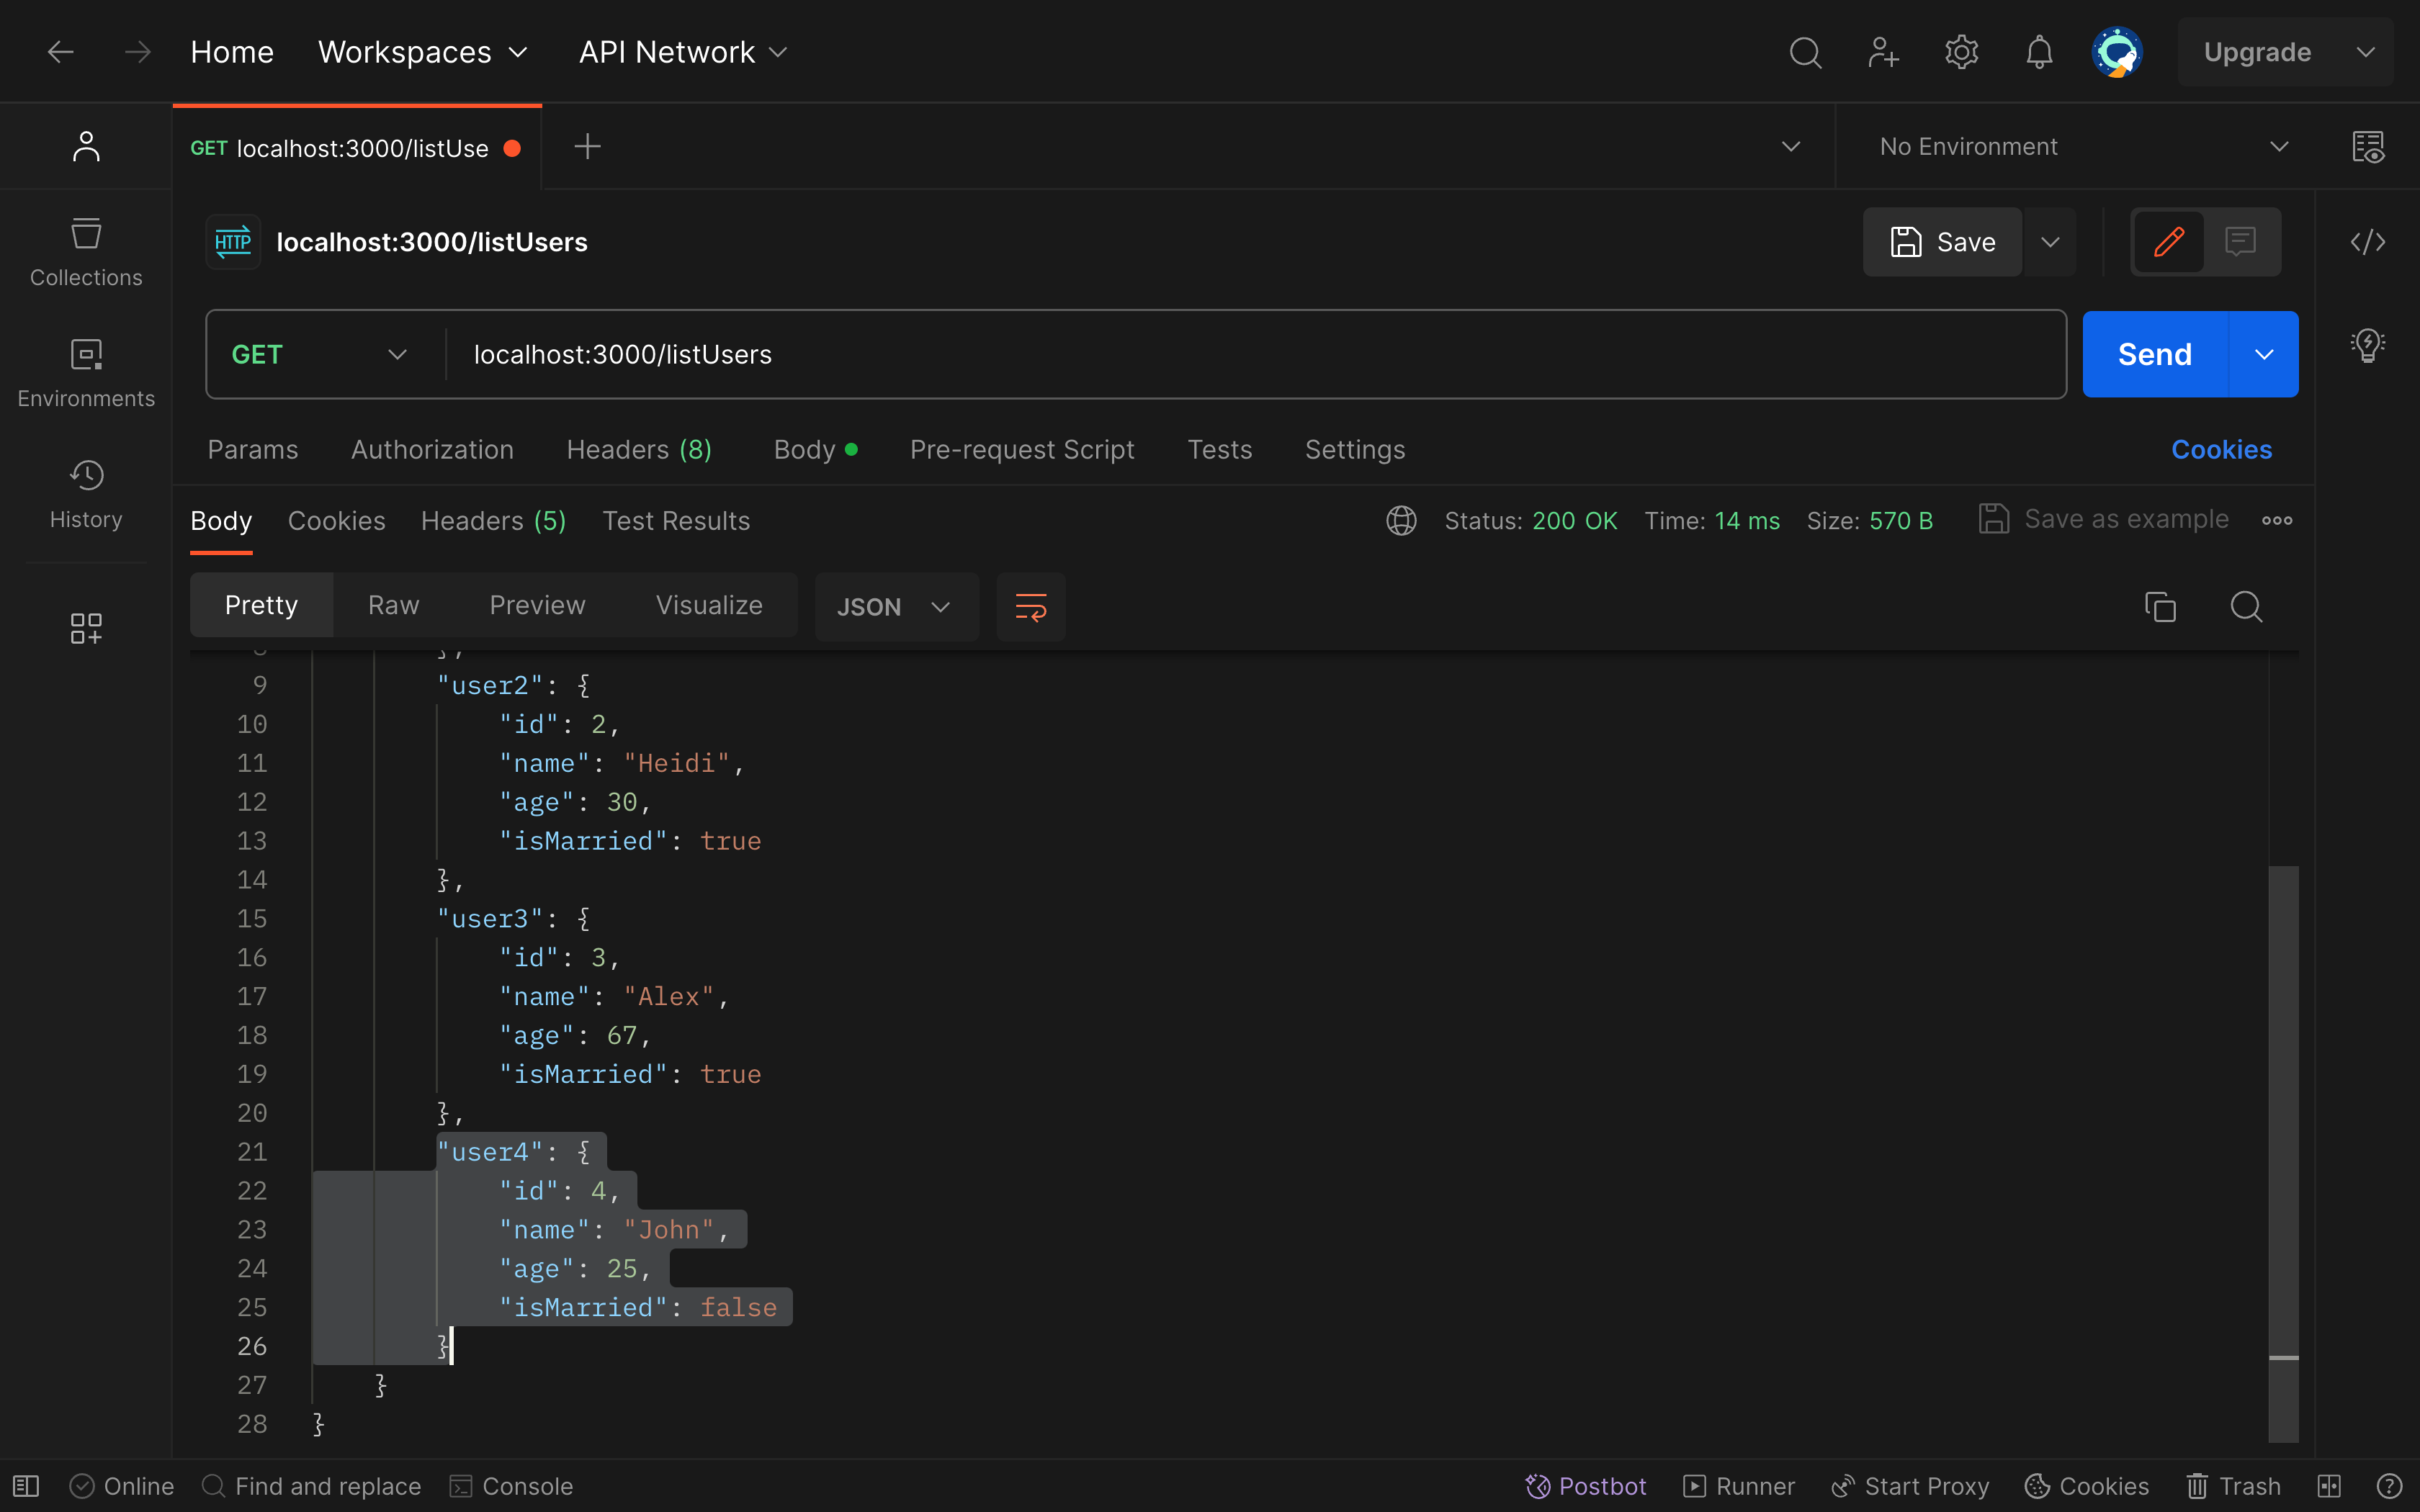 Home Workspaces API Network Upgrade
GET localhost:3000/listUse No Environment
HTTP localhost:3000/listUsers Save
Collections
GET localhost:3000/listUsers Send
Environments
Params Authorization Headers (8) Body Pre-request Script Tests Settings Cookies
History
Body Cookies Headers (5) Test Results Status: 200 OK Time: 14 ms Size: 570 B Save as example
Pretty Raw Preview Visualize JSON
8 },
9 "user2": {
10 "id": 2,
11 "name": "Heidi",
12 "age": 30,
13 "isMarried": true
14 },
15 "user3": {
16 "id": 3,
17 "name": "Alex",
18 "age": 67,
19 "isMarried": true
20 },
21 "user4": {
22 "id": 4,
23 "name": "John",
24 "age": 25,
25 "isMarried": false
26 }
27 }
28 }
Online Find and replace Console Postbot Runner Start Proxy Cookies Trash